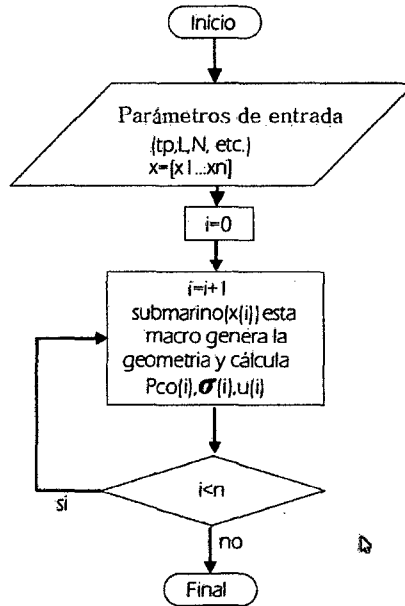 Início
Parámetros de entrada
(tp,L,N, etc.)
x=[x1...xn]
i=0
i=i+1
submarino(x(i)) esta
macro genera la
geometria y cálcula
Pco(i),σ(i),u(i)
i<n
si
no
Final